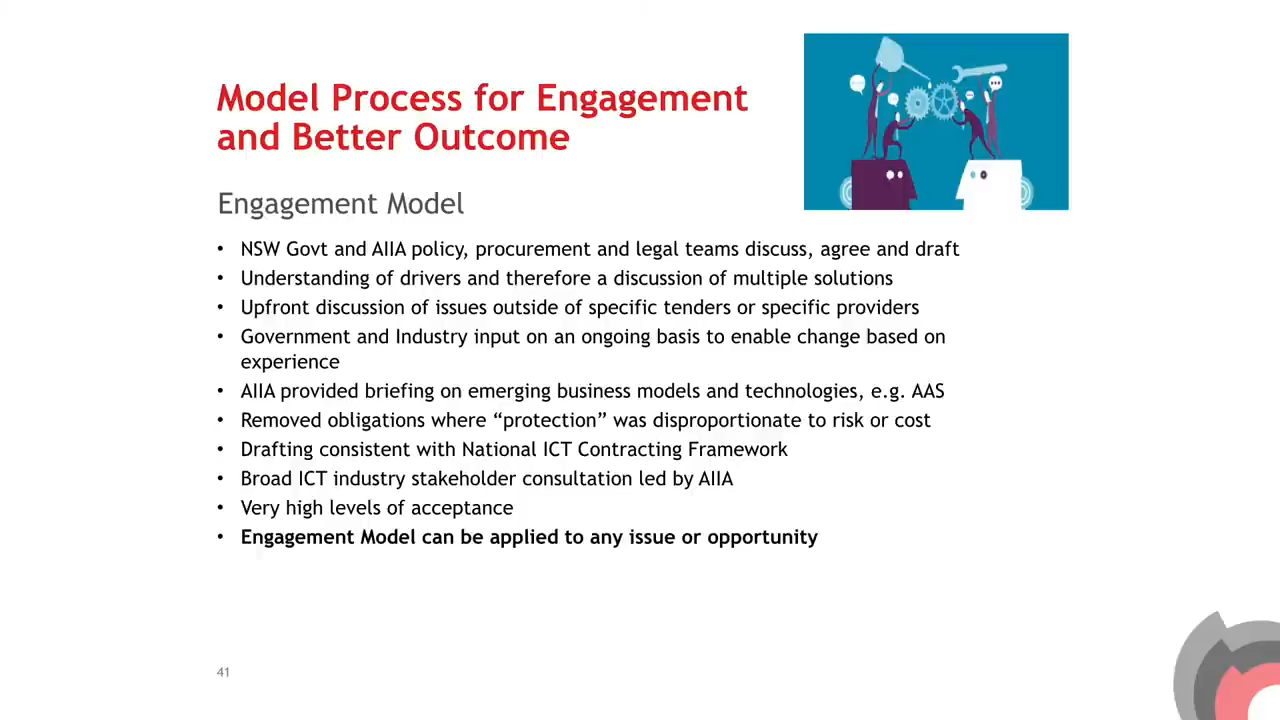 Model Process for Engagement
and Better Outcome
Engagement Model
• NSW Govt and AIIA policy, procurement and legal teams discuss, agree and draft
• Understanding of drivers and therefore a discussion of multiple solutions
• Upfront discussion of issues outside of specific tenders or specific providers
• Government and Industry input on an ongoing basis to enable change based on
experience
• AIIA provided briefing on emerging business models and technologies, e.g. AAS
• Removed obligations where “protection” was disproportionate to risk or cost
• Drafting consistent with National ICT Contracting Framework
• Broad ICT industry stakeholder consultation led by AIIA
• Very high levels of acceptance
• Engagement Model can be applied to any issue or opportunity
41